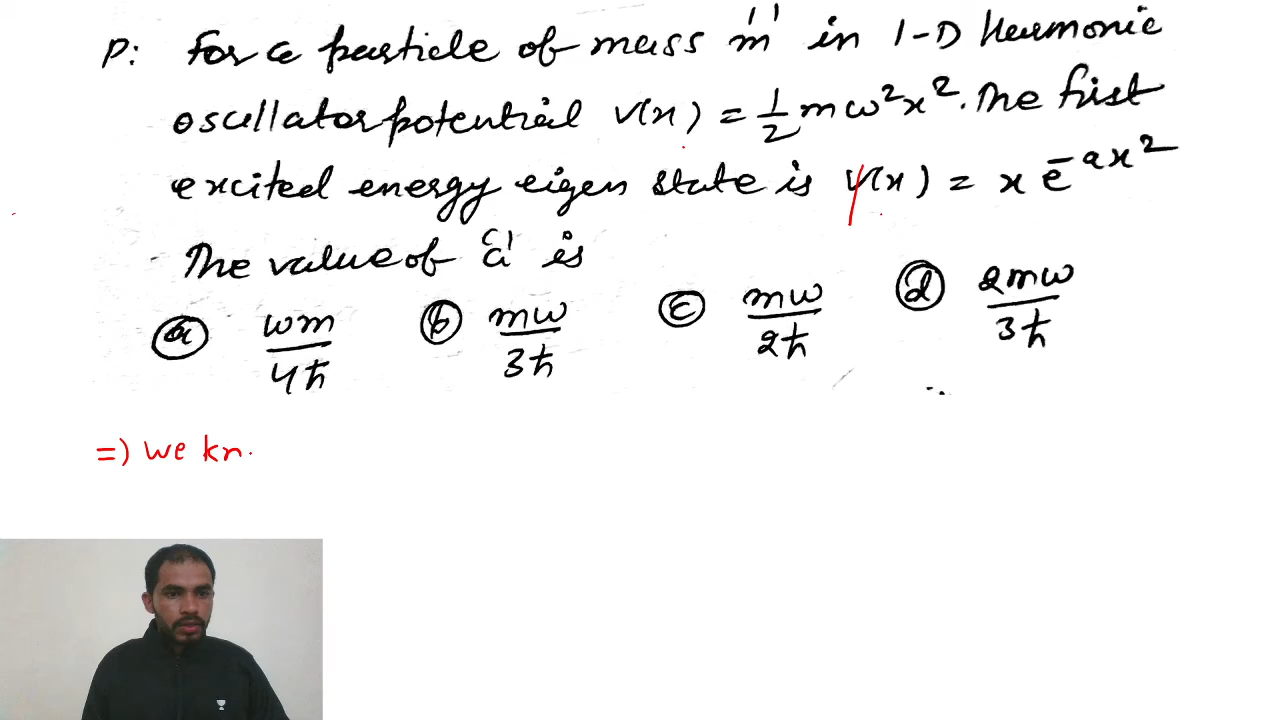 P: For a particle of mass 'm' in 1-D Harmonic
oscillator potential V(x) = 1/2 mω²x². The first
excited energy eigen state is ψ(x) = x e^-ax²
The value of 'a' is
(a) ωm/4ħ (b) mω/3ħ (c) mω/2ħ (d) 2mω/3ħ
=) we kn